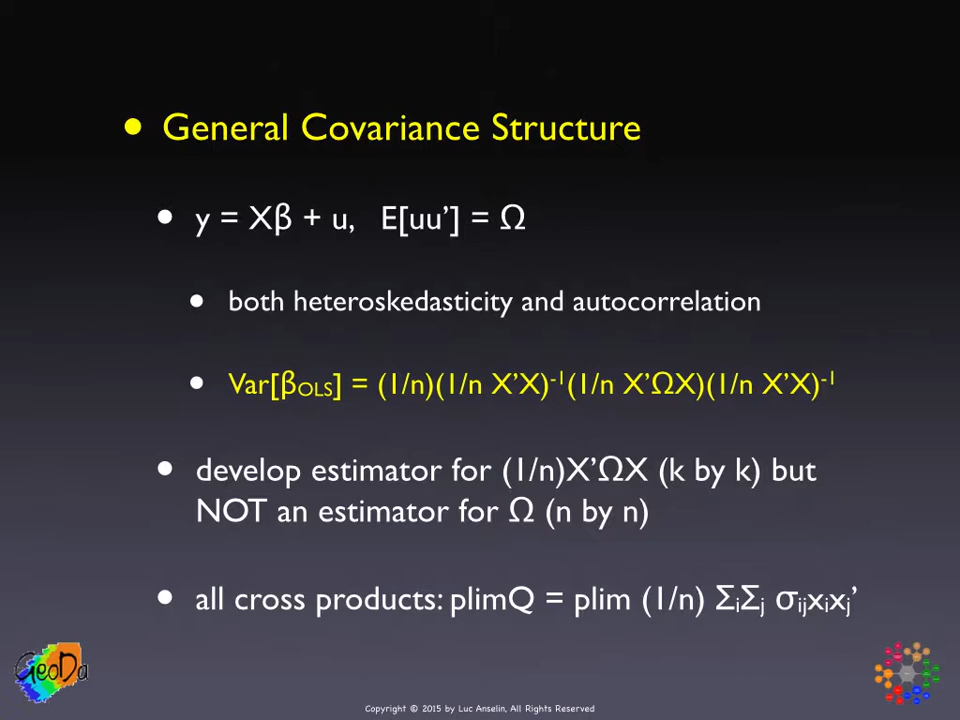 • General Covariance Structure
• y = Xβ + u, E[uu’] = Ω
• both heteroskedasticity and autocorrelation
• Var[βOLS] = (1/n)(1/n X’X)⁻¹(1/n X’ΩX)(1/n X’X)⁻¹
• develop estimator for (1/n)X’ΩX (k by k) but
NOT an estimator for Ω (n by n)
• all cross products: plimQ = plim (1/n) ΣᵢΣⱼ σᵢⱼxᵢxⱼ’
GeoDa
Copyright © 2015 by Luc Anselin, All Rights Reserved